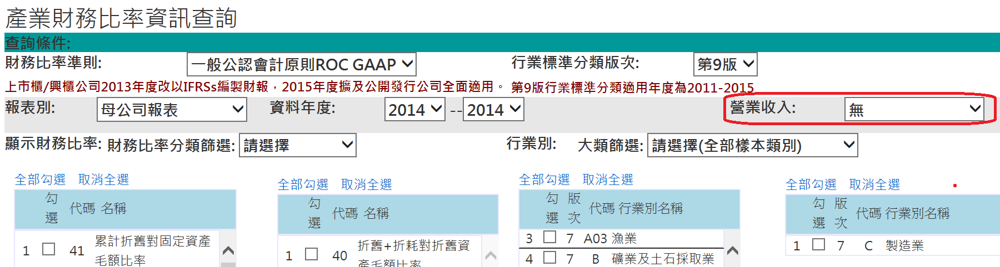 產業財務比率資訊查詢
查詢條件:
財務比率準則: 一般公認會計原則ROC GAAP 行業標準分類版次: 第9版
上市櫃/興櫃公司2013年度改以IFRSs編製財報，2015年度擴及公開發行公司全面適用。 第9版行業標準分類適用年度為2011-2015
報表別: 母公司報表 資料年度: 2014 --2014 營業收入: 無
顯示財務比率: 財務比率分類篩選: 請選擇 行業別: 大類篩選: 請選擇(全部樣本類別)
全部勾選 取消全選
勾選 代碼 名稱
1 41 累計折舊對固定資產
毛額比率
全部勾選 取消全選
勾選 代碼 名稱
1 40 折舊+折耗對折舊資
產毛額比率
全部勾選 取消全選
勾選 版次 代碼 行業別名稱
3 7 A03 漁業
4 7 B 礦業及土石採取業
全部勾選 取消全選
勾選 版次 代碼 行業別名稱
1 7 C 製造業